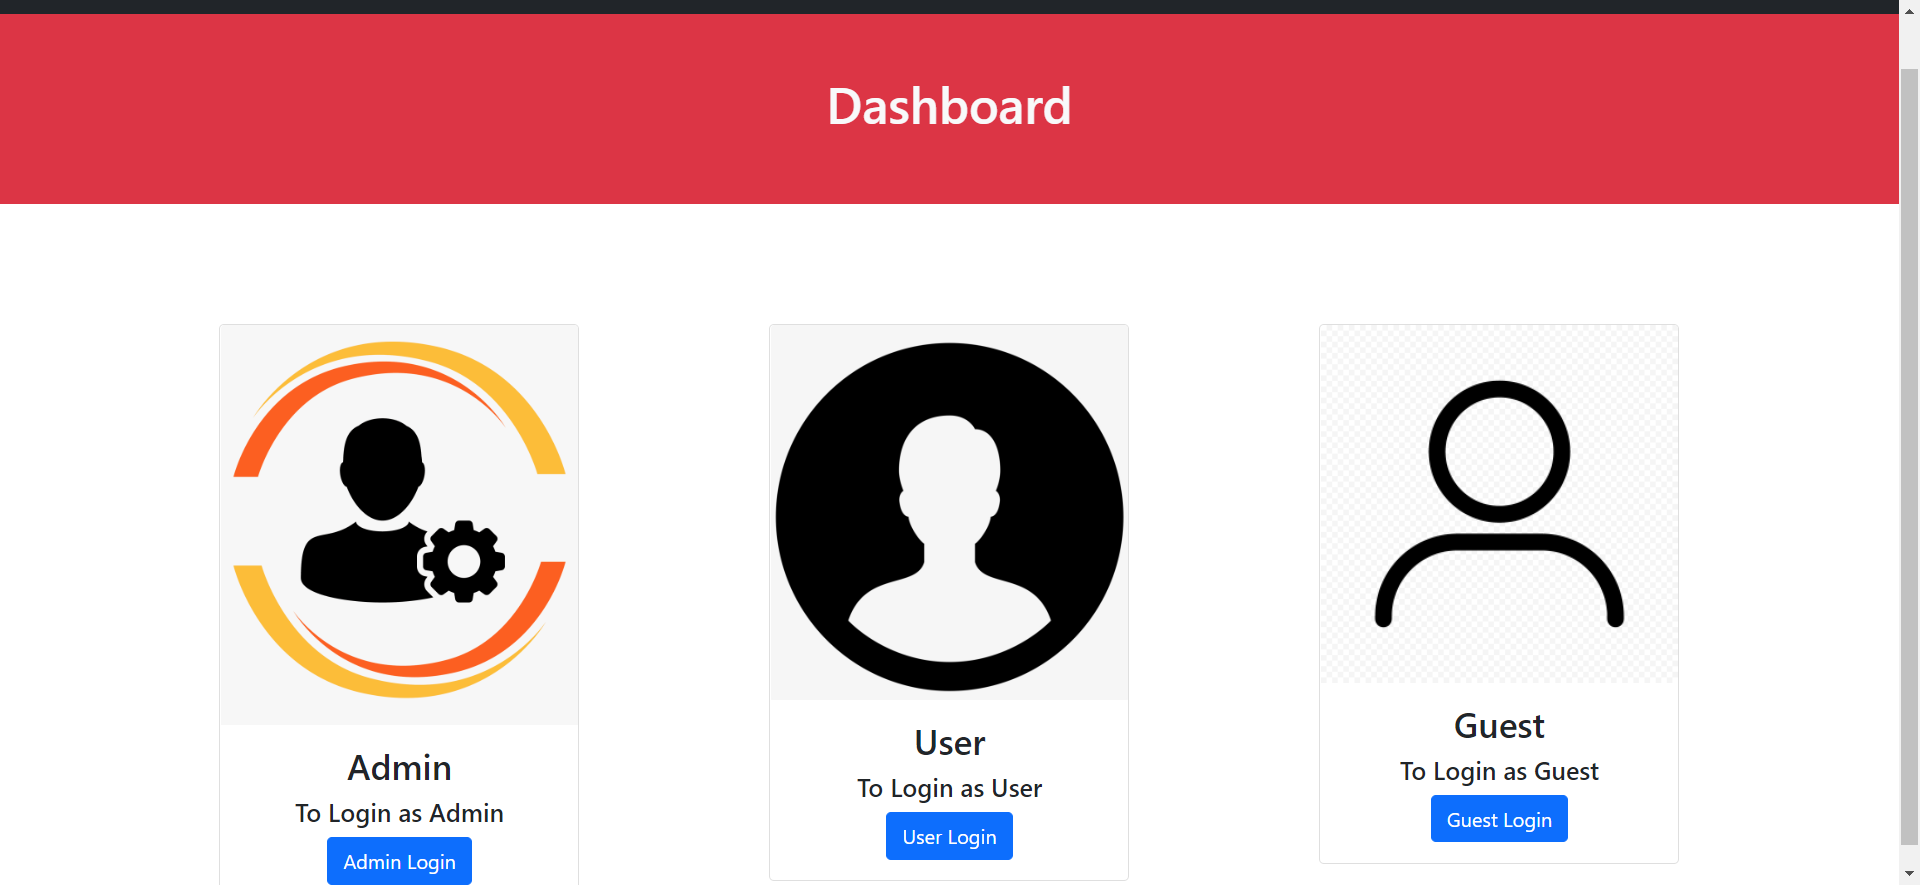 Dashboard
Admin
To Login as Admin
Admin Login
User
To Login as User
User Login
Guest
To Login as Guest
Guest Login